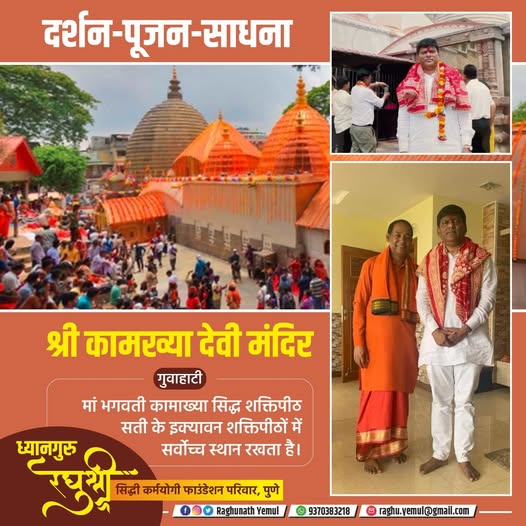 दर्शन-पूजन-साधना
श्री कामख्या देवी मंदिर
गुवाहाटी
मां भगवती कामाख्या सिद्ध शक्तिपीठ
सती के इक्यावन शक्तिपीठों में
सर्वोच्च स्थान रखता है।
ध्यानगुरु
रघुश्री
सिद्धी कर्मयोगी फाउंडेशन परिवार, पुणे
Raghunath Yemul / 9370383218 / raghu.yemul@gmail.com